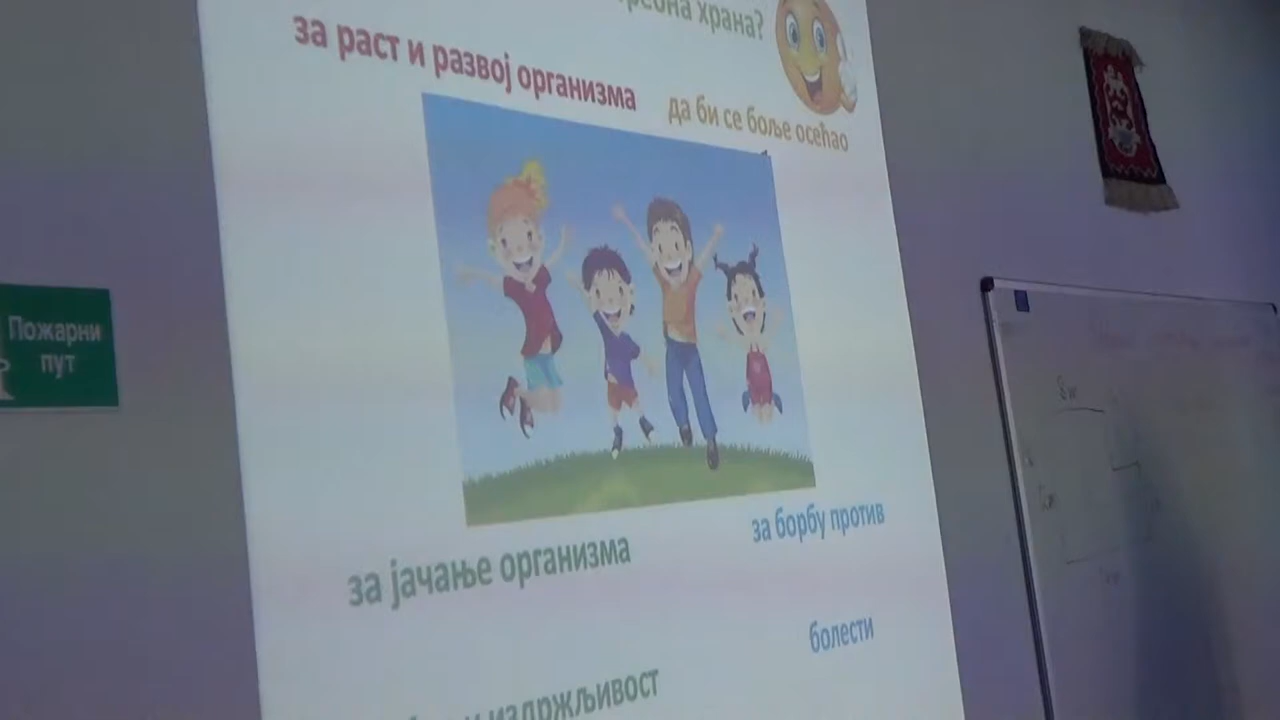 храна?
за раст и развој организма
да би се боље осећао
Пожарни
пут
за јачање организма
за борбу против
болести
издржљивост